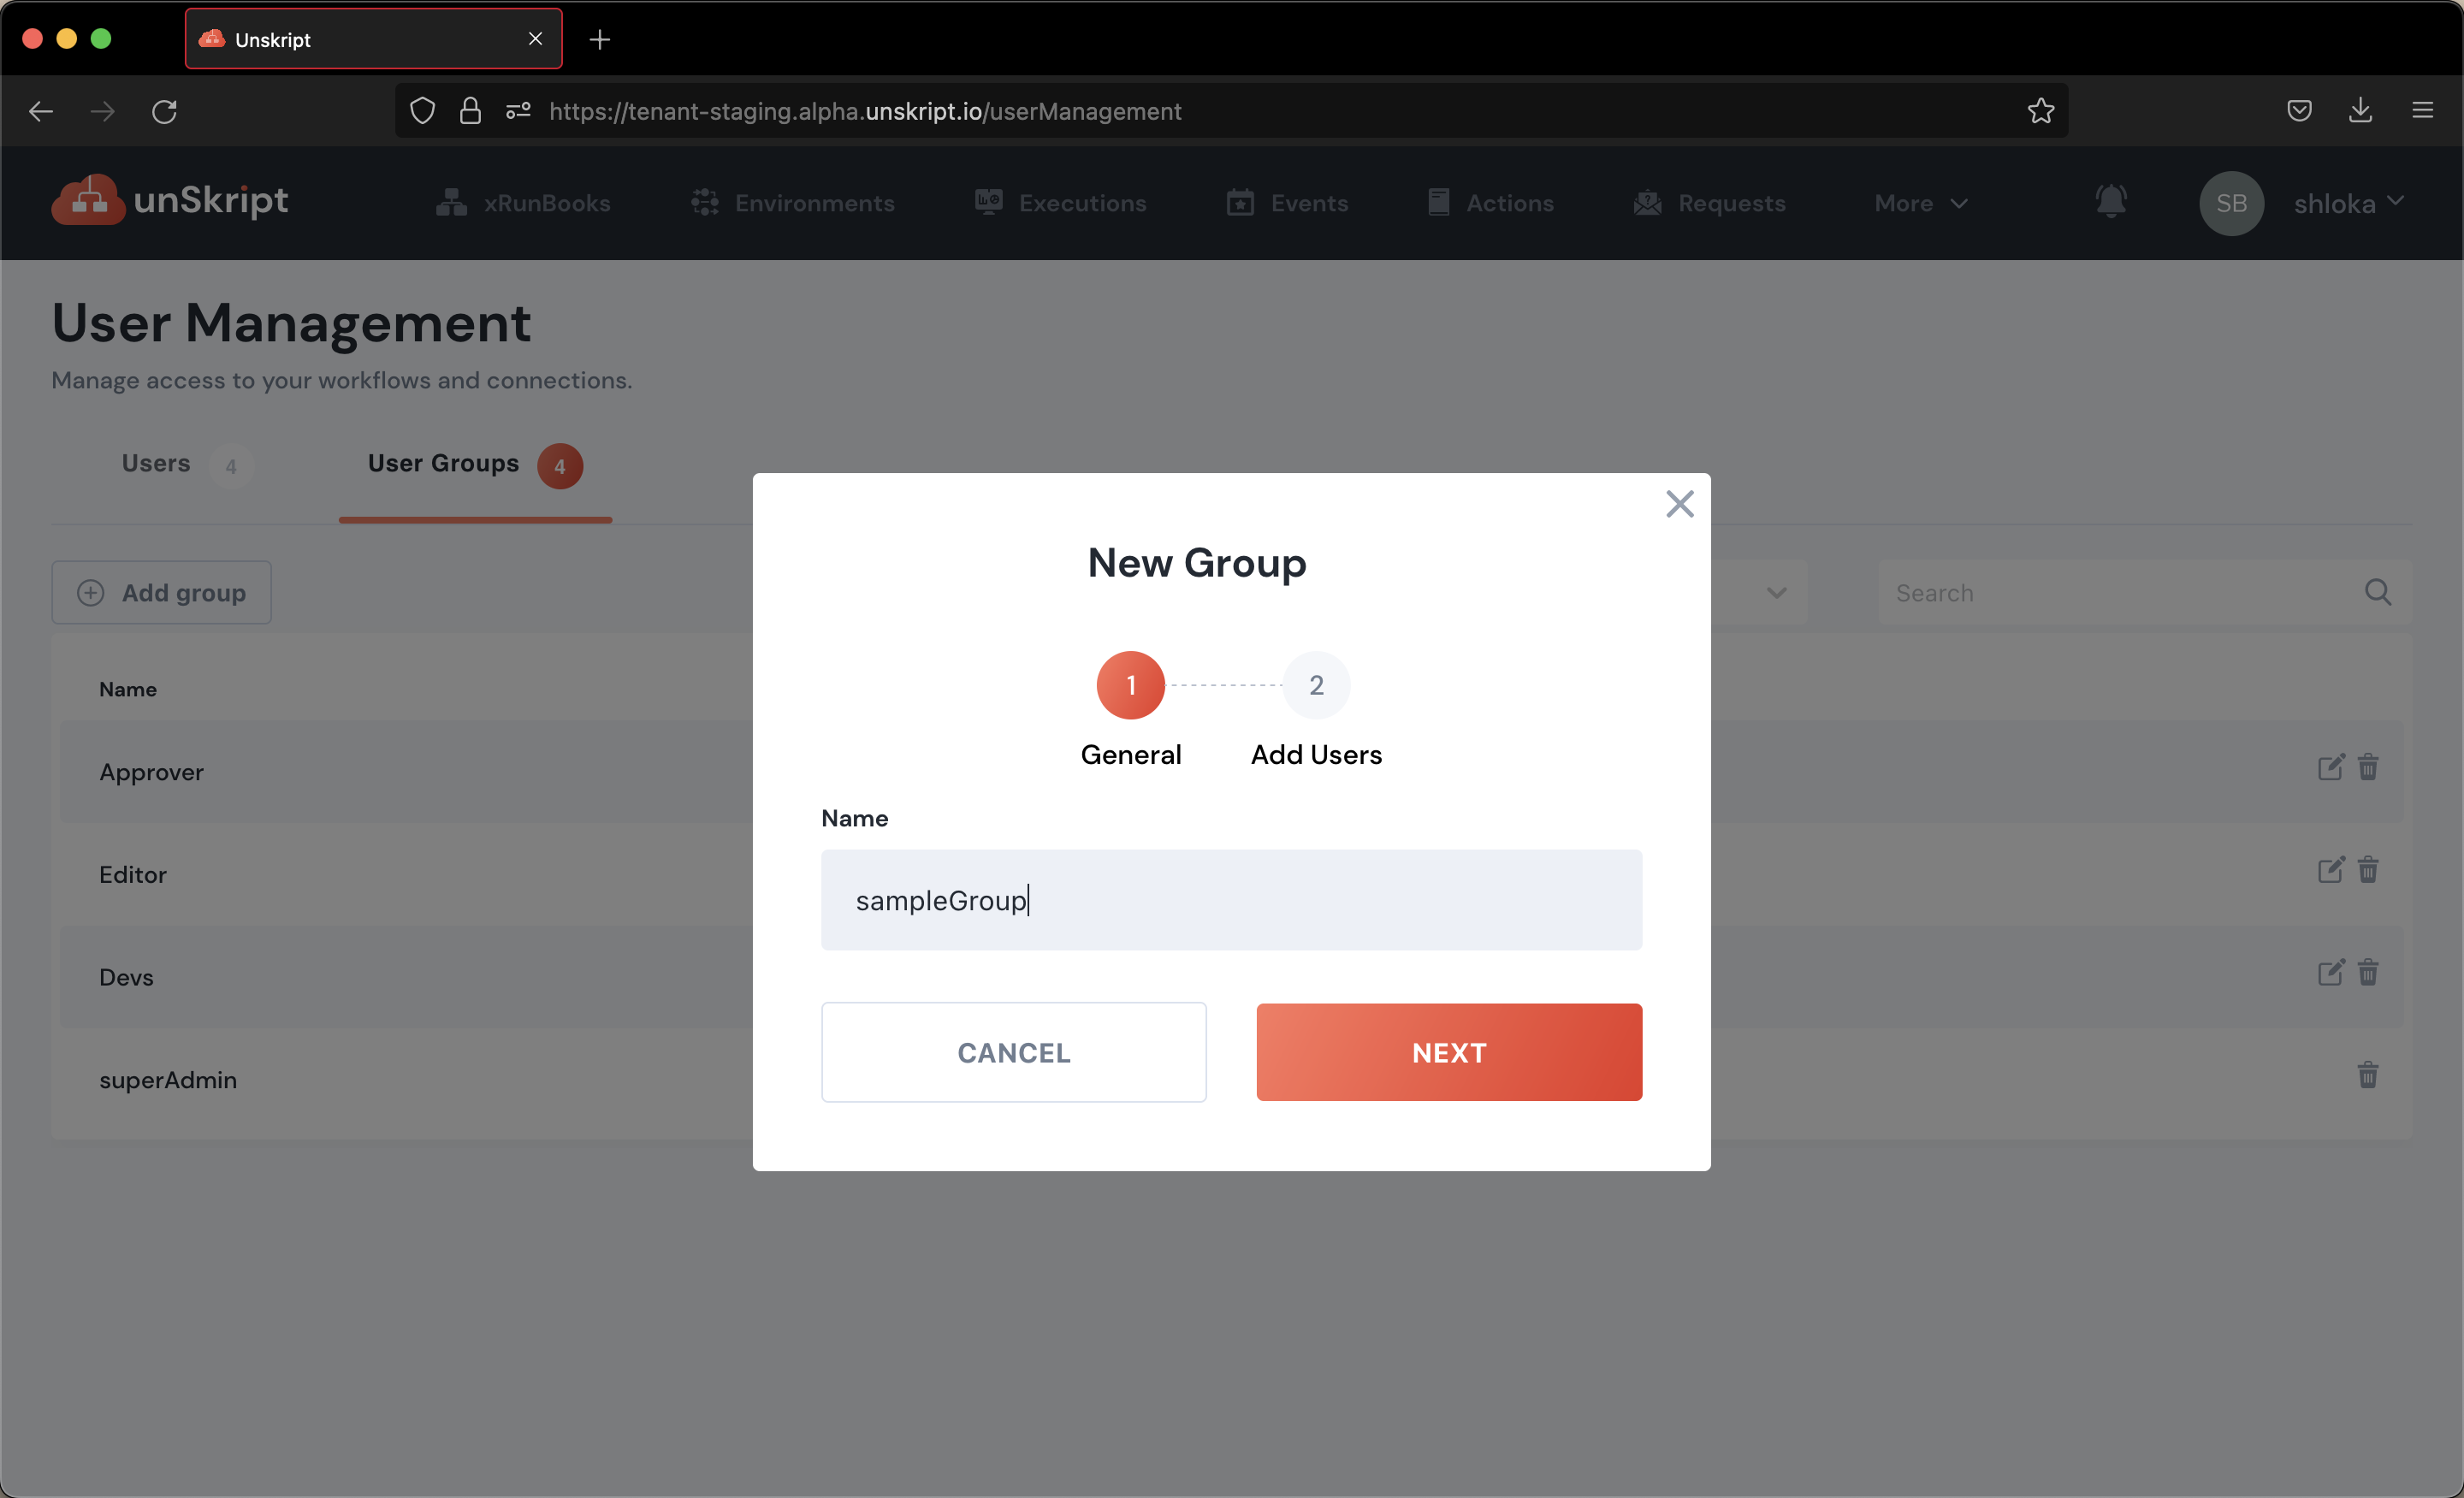 Unskript
https://tenant-staging.alpha.unskript.io/userManagement
unSkript
xRunBooks
Environments
Executions
Events
Actions
Requests
More
SB
shloka
User Management
Manage access to your workflows and connections.
Users 4
User Groups 4
Add group
Search
Name
Approver
Editor
Devs
superAdmin
New Group
1
2
General
Add Users
Name
sampleGroup
CANCEL
NEXT